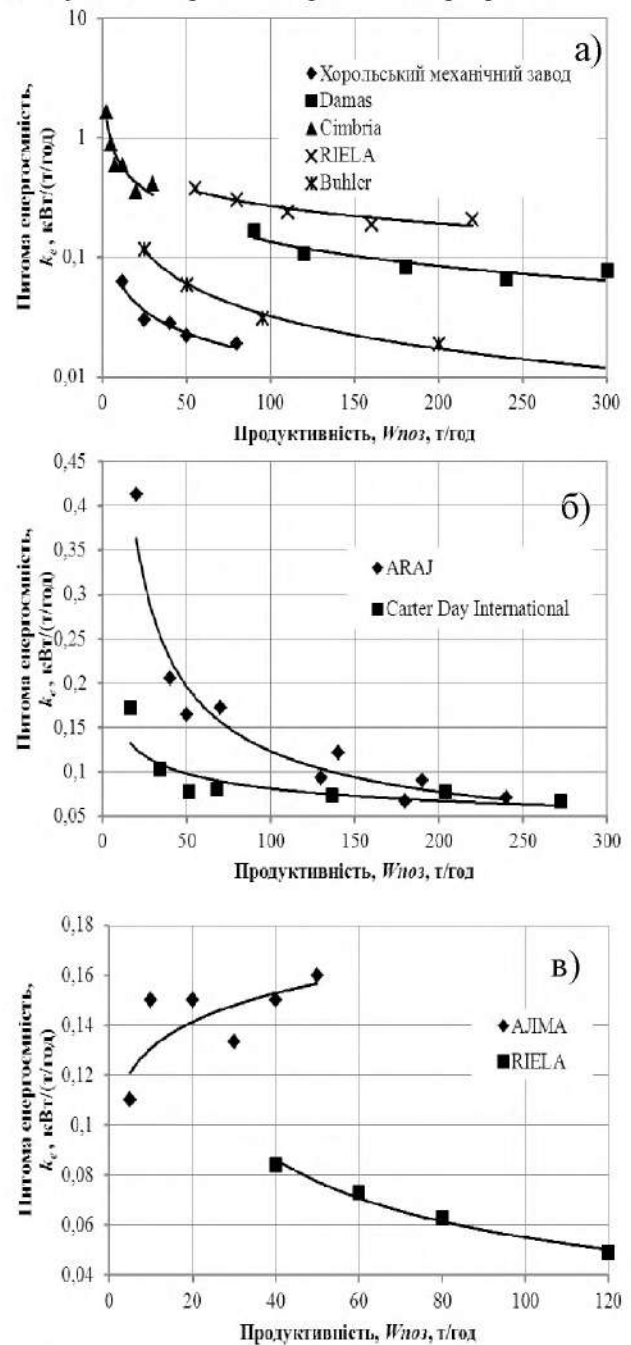 а)
Питома енергоємність,
kₑ , кВт/(т/год)
10
1
0,1
0,01
◆ Хорольський механічний завод
■ Damas
▲ Cimbria
× RIELA
ж Buhler
0 50 100 150 200 250 300
Продуктивність, Wпоз, т/год
б)
Питома енергоємність,
kₑ , кВт/(т/год)
0,45
0,4
0,35
0,3
0,25
0,2
0,15
0,1
0,05
◆ ARAJ
■ Carter Day International
0 50 100 150 200 250 300
Продуктивність, Wпоз, т/год
в)
Питома енергоємність,
kₑ , кВт/(т/год)
0,18
0,16
0,14
0,12
0,1
0,08
0,06
0,04
◆ АЛІМА
■ RIELA
0 20 40 60 80 100 120
Продуктивність, Wпоз, т/год